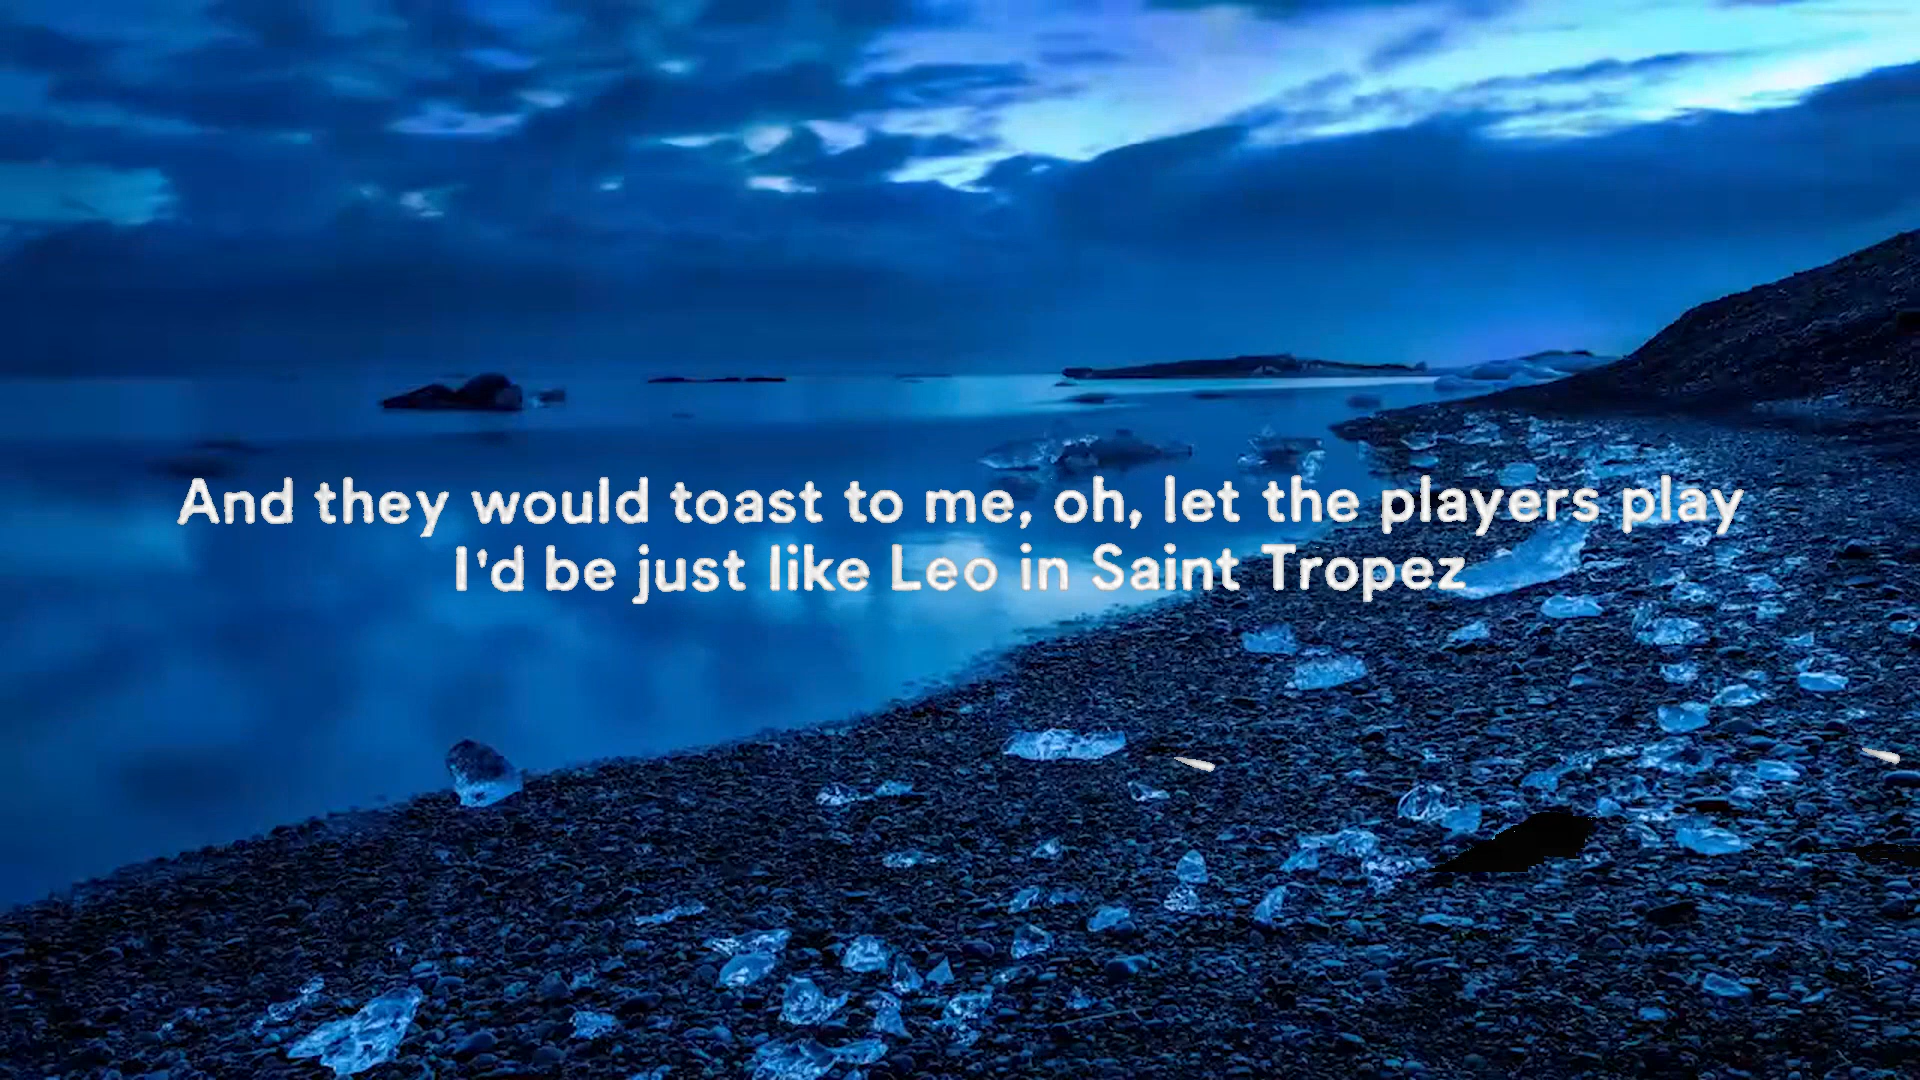 And they would toast to me, oh, let the players play
I'd be just like Leo in Saint Tropez